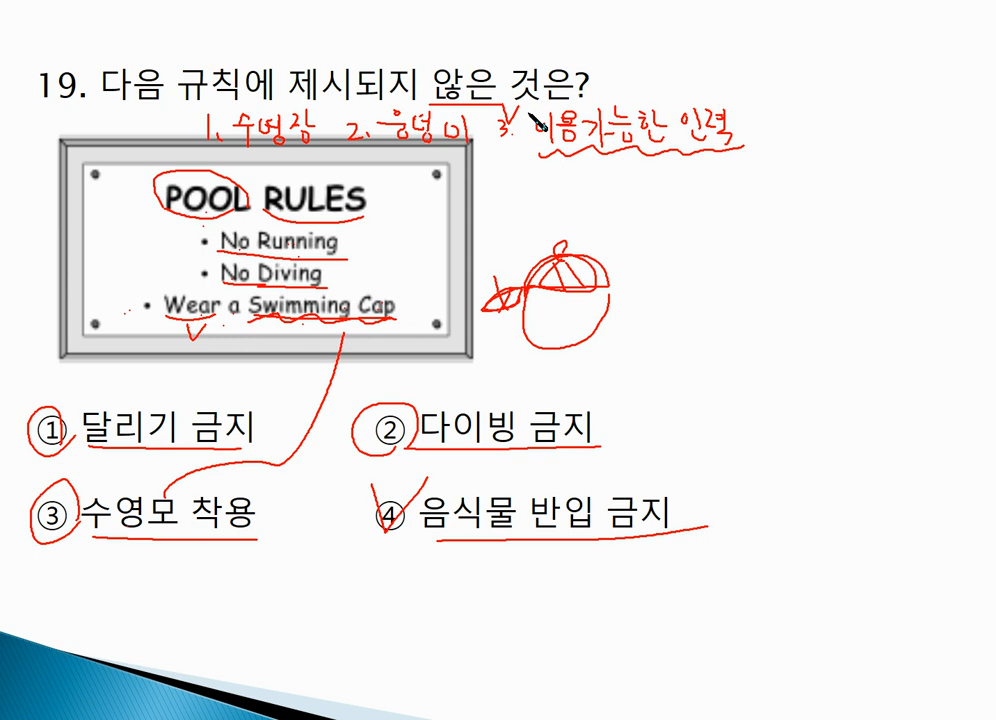 19. 다음 규칙에 제시되지 않은 것은?
1. 수영장 2. 웅덩이 3. 이용가능한 인력
POOL RULES
• No Running
• No Diving
• Wear a Swimming Cap
① 달리기 금지 ② 다이빙 금지
③ 수영모 착용 ④ 음식물 반입 금지